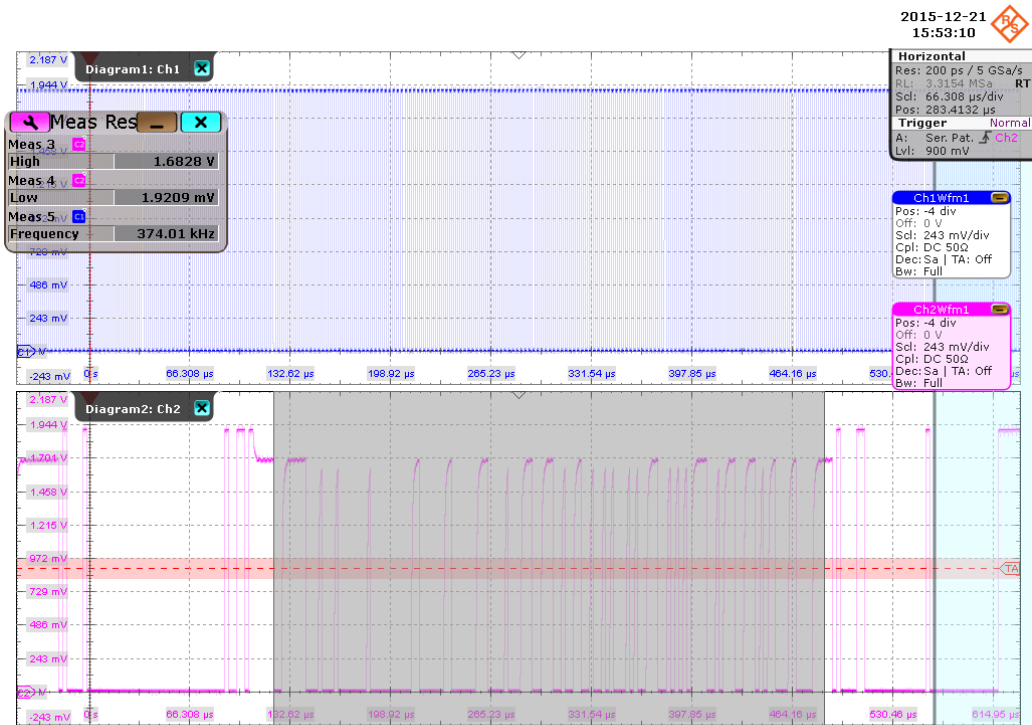 2015-12-21
15:53:10
R&S
Horizontal
Res: 200 ps / 5 GSa/s
RL: 3.3154 MSa RT
Scl: 66.308 µs/div
Pos: 283.4132 µs
Trigger Normal
A: Ser. Pat. Ch2
Lvl: 900 mV
2.187 V
Diagram1: Ch1
1.944 V
Meas Res
Meas 3 C2
High 1.6828 V
Meas 4 C2
Low 1.9209 mV
Meas 5 C1
Frequency 374.01 kHz
486 mV
243 mV
C1
-243 mV
0 s 66.308 µs 132.62 µs 198.92 µs 265.23 µs 331.54 µs 397.85 µs 464.16 µs 530.
Ch1Wfm1
Pos: -4 div
Off: 0 V
Scl: 243 mV/div
Cpl: DC 50Ω
Dec: Sa | TA: Off
Bw: Full
Ch2Wfm1
Pos: -4 div
Off: 0 V
Scl: 243 mV/div
Cpl: DC 50Ω
Dec: Sa | TA: Off
Bw: Full
2.187 V
Diagram2: Ch2
1.944 V
1.701 V
1.458 V
1.215 V
972 mV
TA
729 mV
486 mV
243 mV
C2
-243 mV
0 s 66.308 µs 132.62 µs 198.92 µs 265.23 µs 331.54 µs 397.85 µs 464.16 µs 530.46 µs 614.95 µs